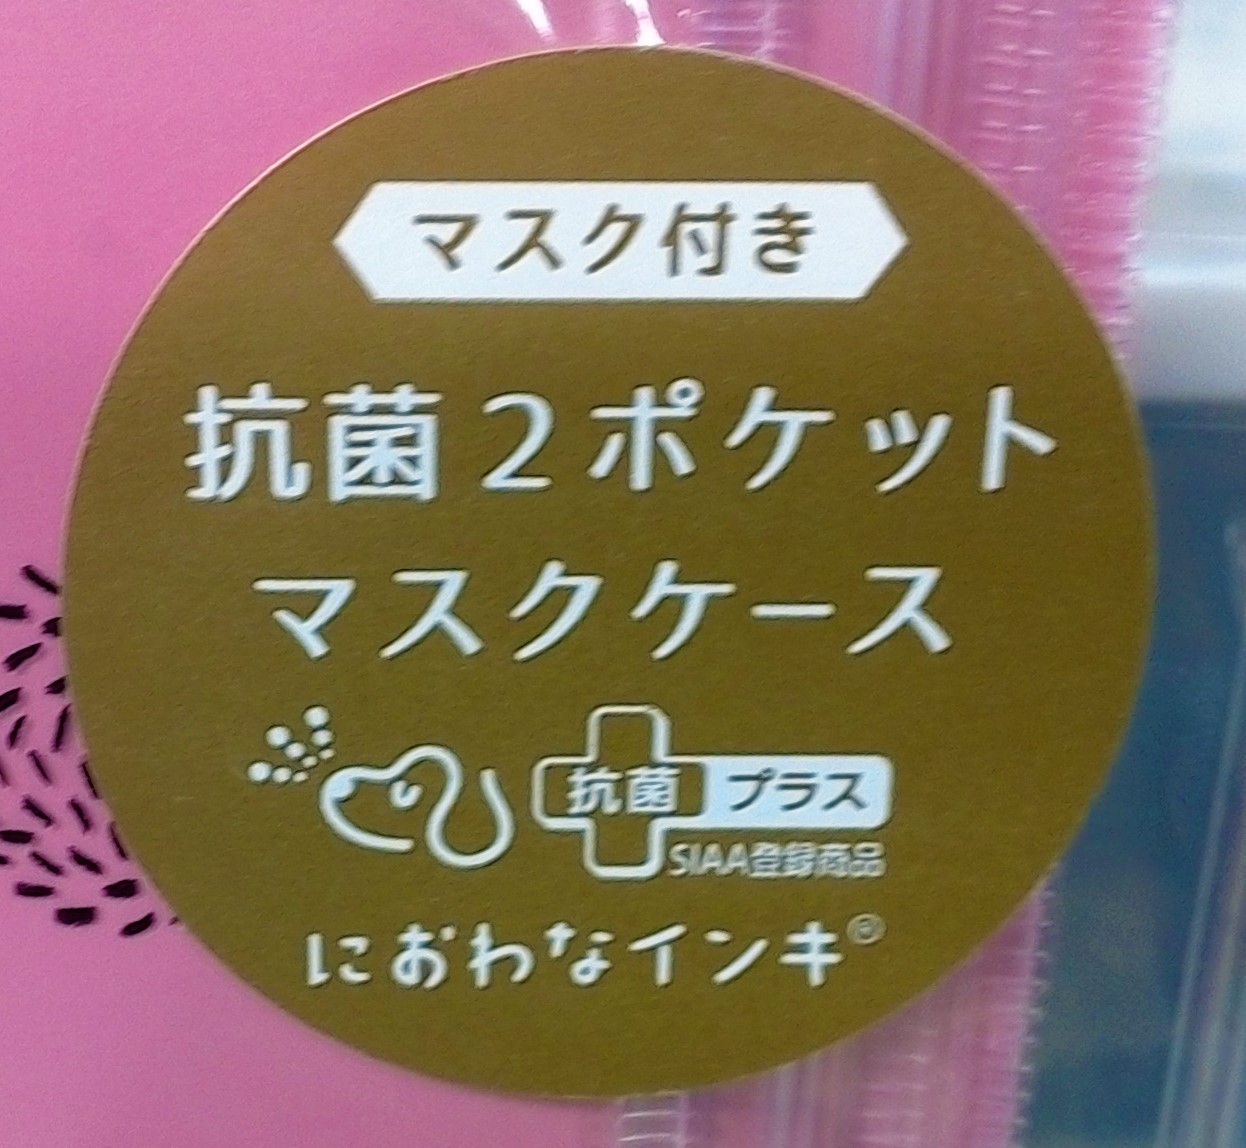 マスク付き
抗菌2ポケット
マスクケース
抗菌 プラス
SIAA登録商品
におわなインキ®